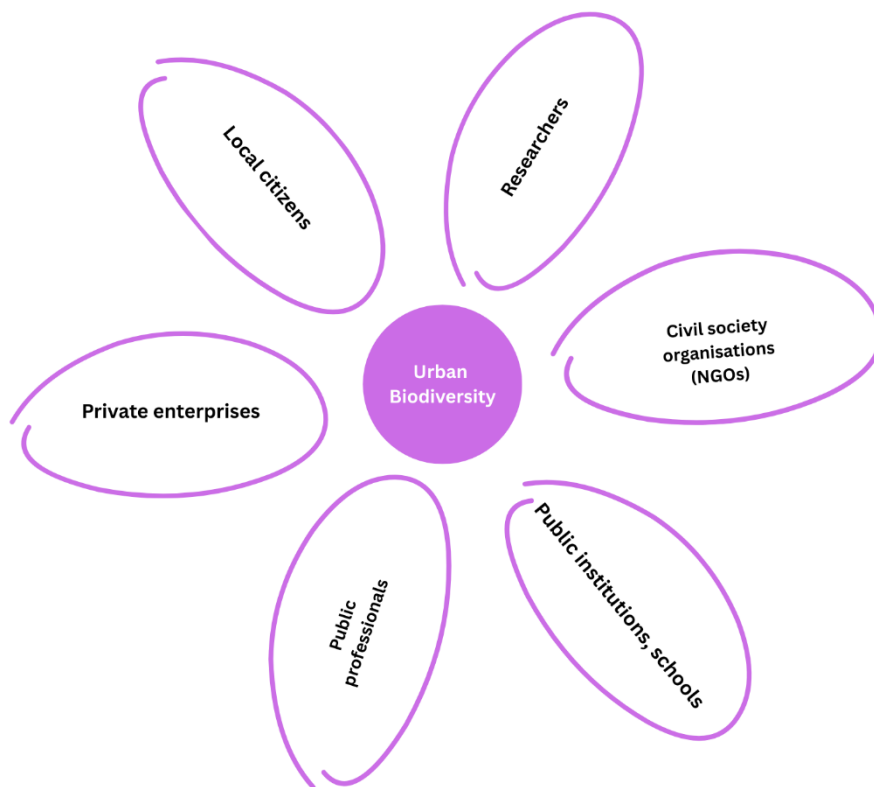 Local citizens
Researchers
Civil society
organisations
(NGOs)
Urban
Biodiversity
Private enterprises
Public
professionals
Public institutions, schools